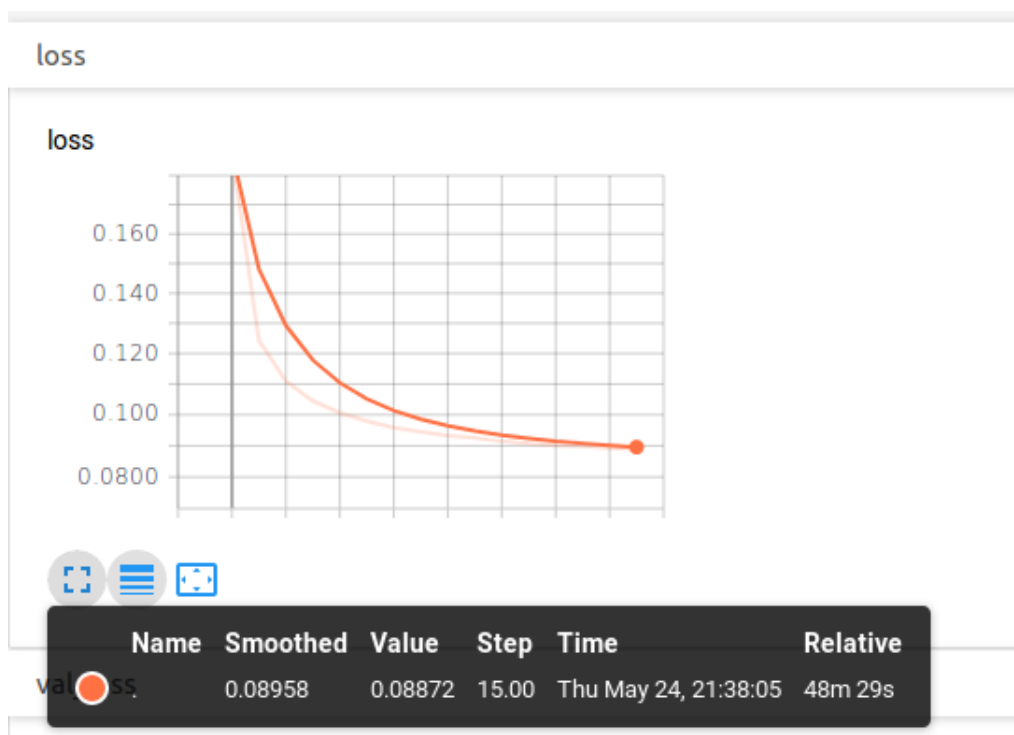 loss
loss
0.160
0.140
0.120
0.100
0.0800
Name Smoothed Value Step Time Relative
. 0.08958 0.08872 15.00 Thu May 24, 21:38:05 48m 29s